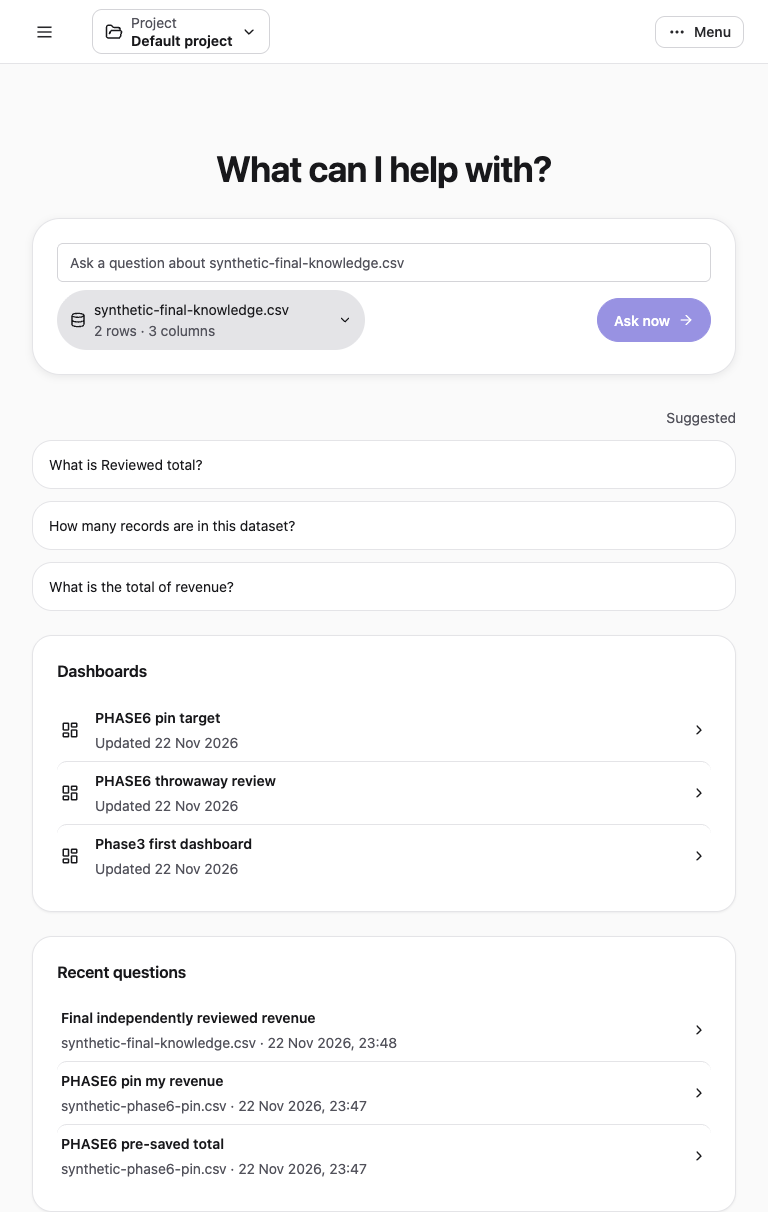 Project
Default project
Menu
What can I help with?
Ask a question about synthetic-final-knowledge.csv
synthetic-final-knowledge.csv
2 rows · 3 columns
Ask now
Suggested
What is Reviewed total?
How many records are in this dataset?
What is the total of revenue?
Dashboards
PHASE6 pin target
Updated 22 Nov 2026
PHASE6 throwaway review
Updated 22 Nov 2026
Phase3 first dashboard
Updated 22 Nov 2026
Recent questions
Final independently reviewed revenue
synthetic-final-knowledge.csv · 22 Nov 2026, 23:48
PHASE6 pin my revenue
synthetic-phase6-pin.csv · 22 Nov 2026, 23:47
PHASE6 pre-saved total
synthetic-phase6-pin.csv · 22 Nov 2026, 23:47